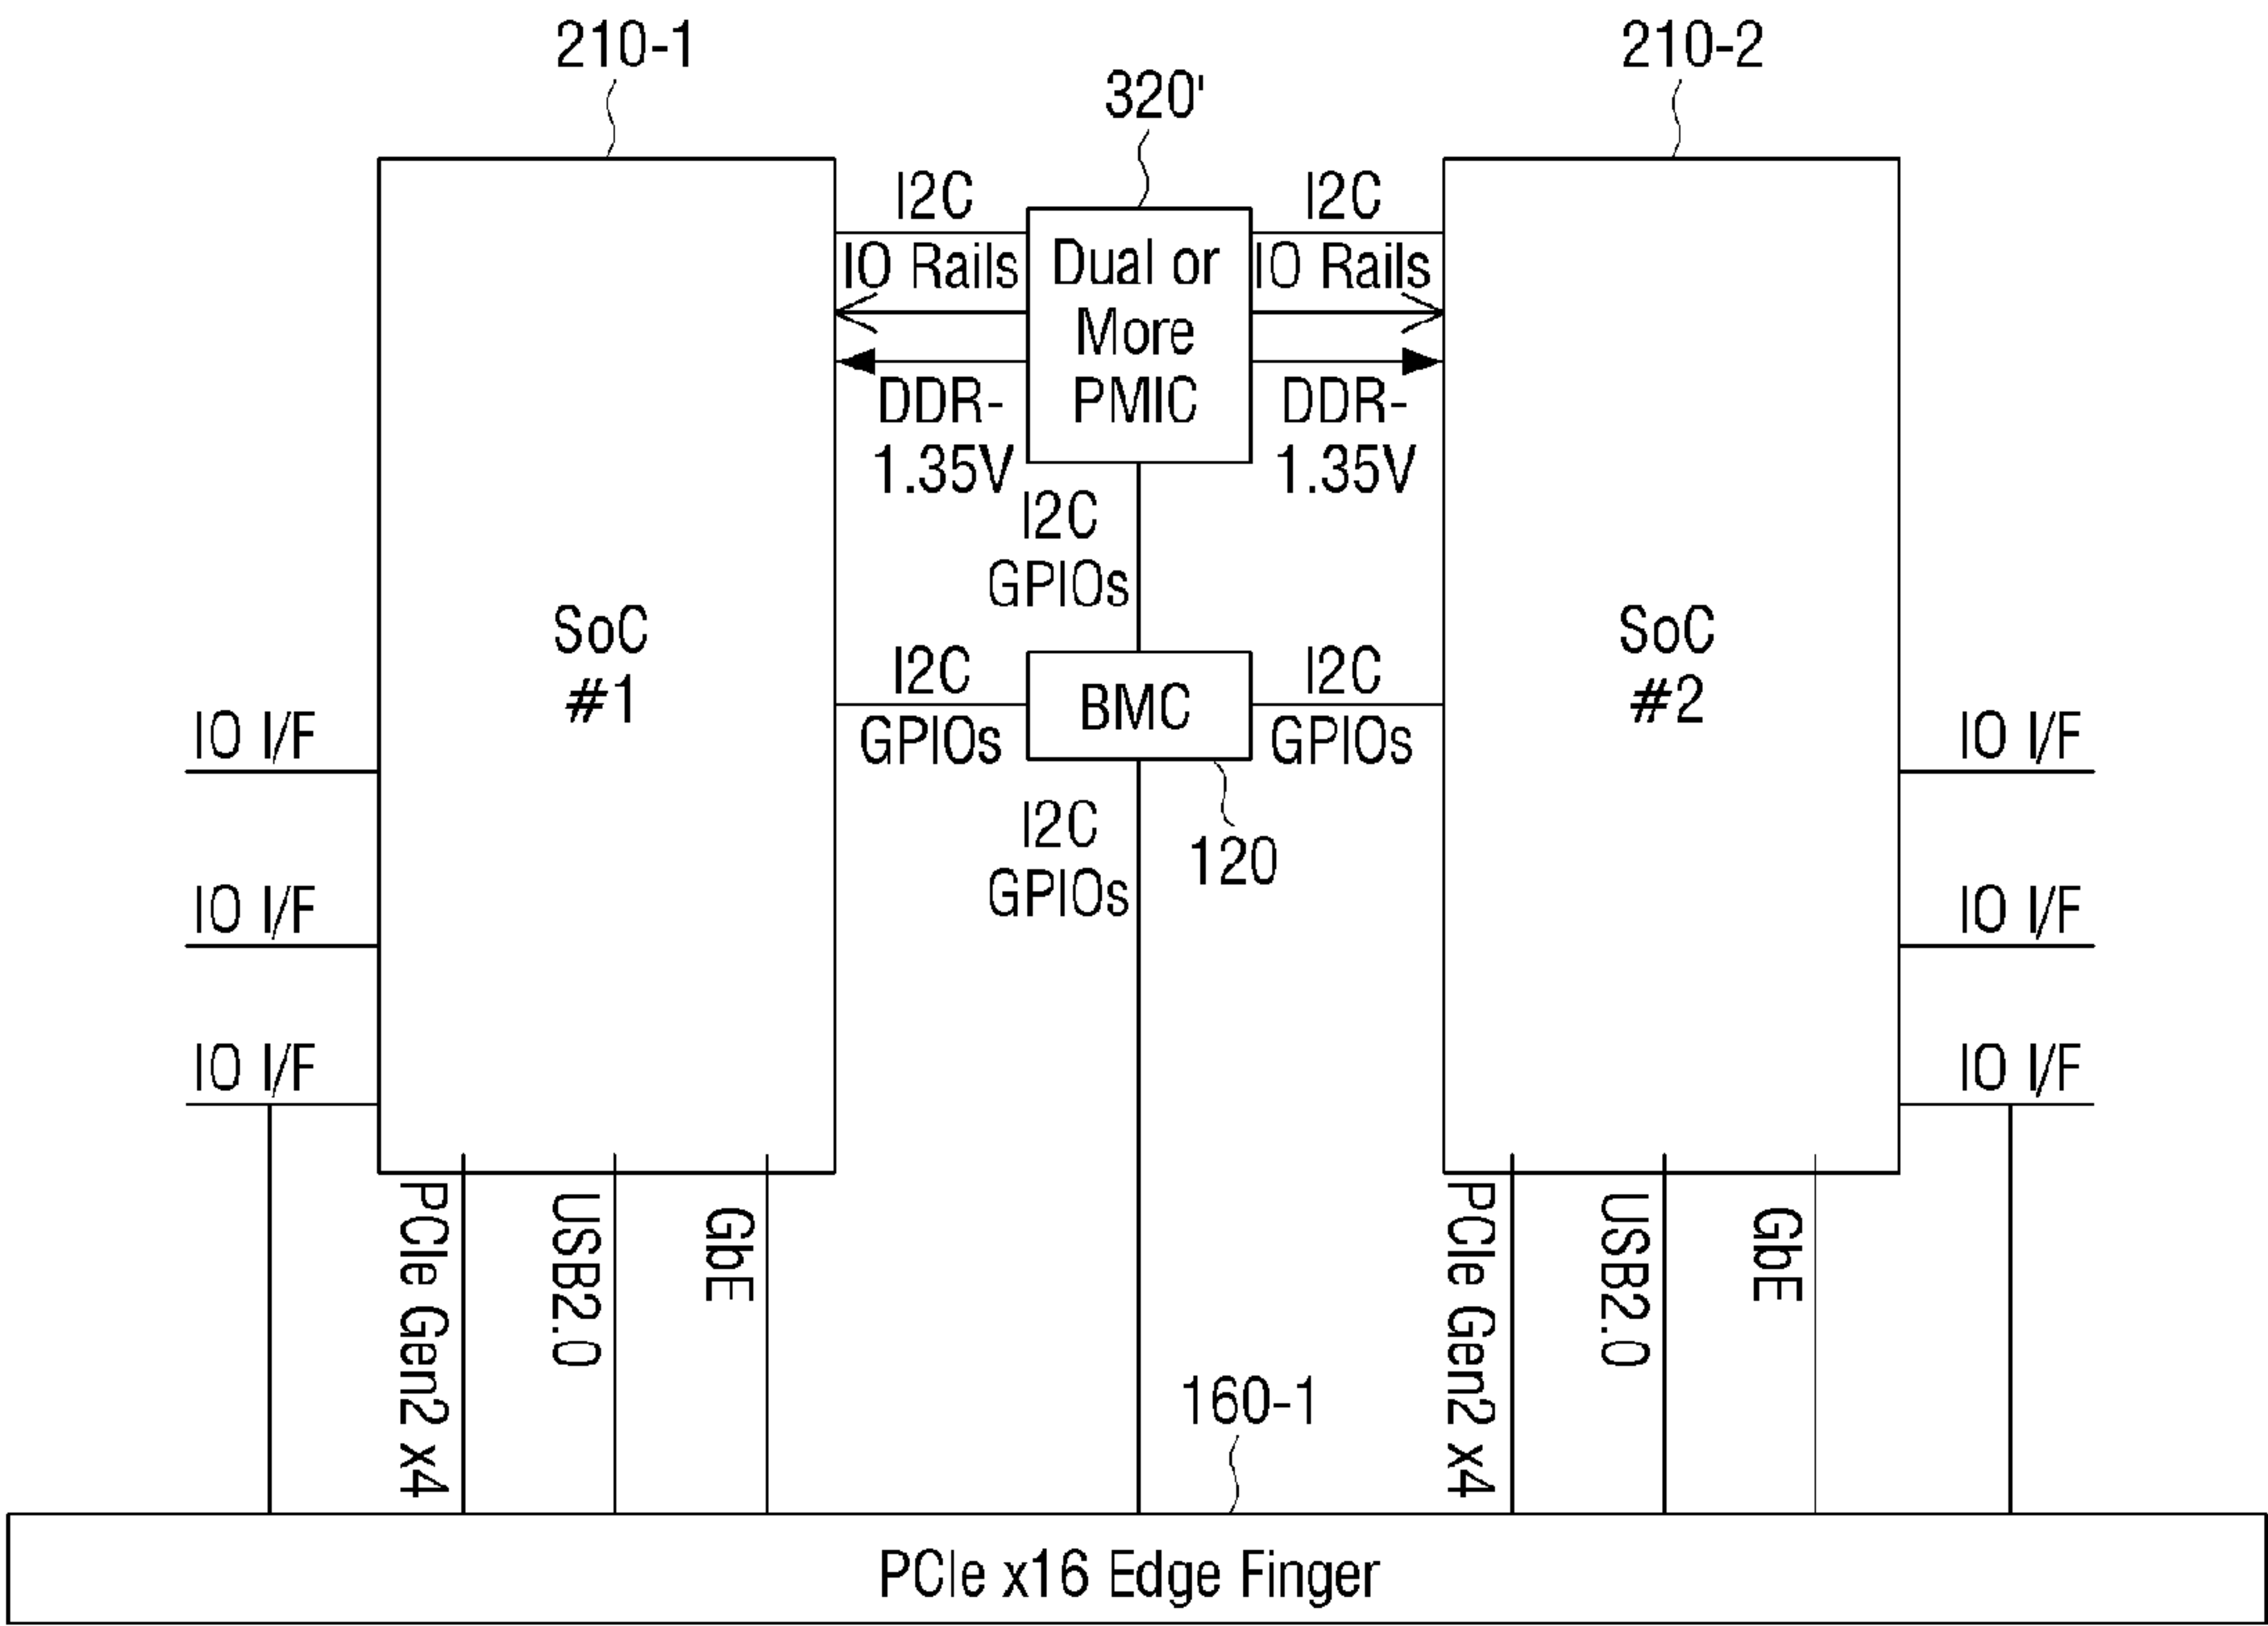 210-1
210-2
320'
I2C
I2C
IO Rails
IO Rails
Dual or
More
PMIC
DDR-
1.35V
DDR-
1.35V
I2C
GPIOs
SoC
#1
SoC
#2
I2C
GPIOs
BMC
I2C
GPIOs
IO I/F
IO I/F
I2C
GPIOs
120
IO I/F
IO I/F
IO I/F
IO I/F
PCIe Gen2 x4
USB2.0
GbE
PCIe Gen2 x4
USB2.0
GbE
160-1
PCIe x16 Edge Finger